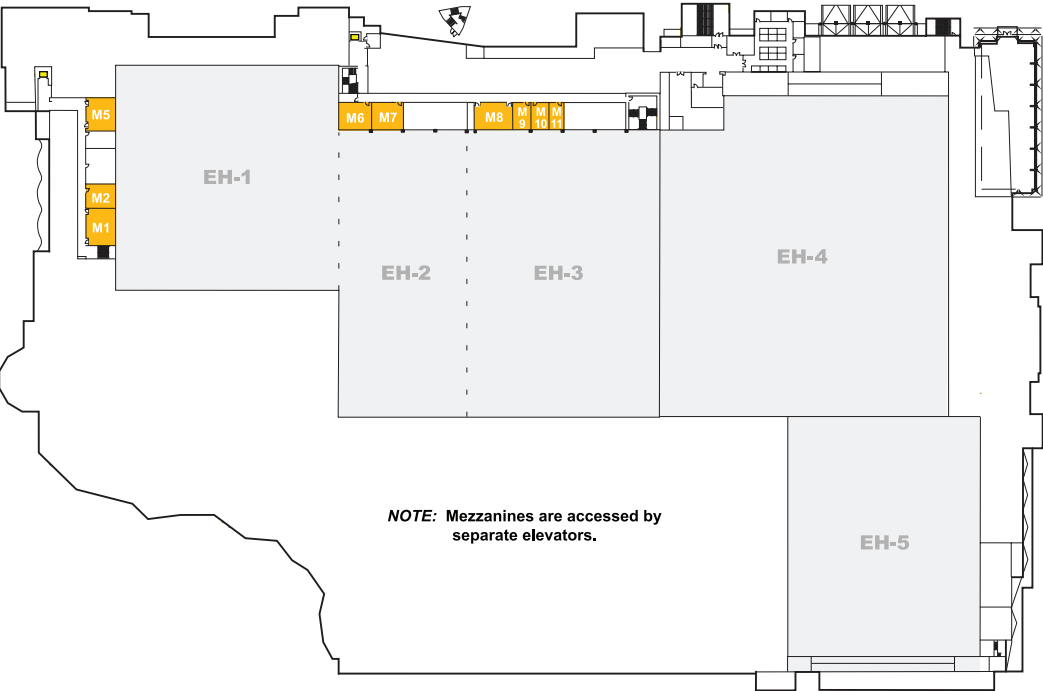 M5
M6
M7
M8
M
9
M
10
M
11
EH-1
M2
M1
EH-2
EH-3
EH-4
NOTE: Mezzanines are accessed by
separate elevators.
EH-5